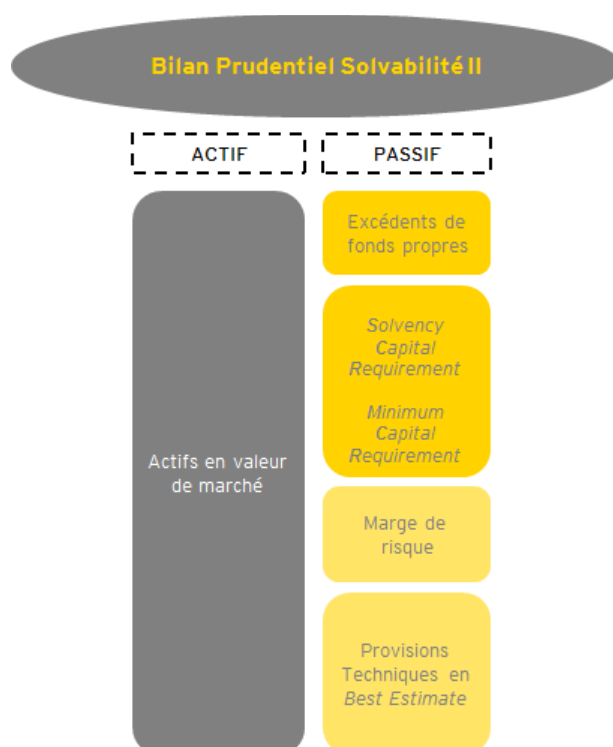 Bilan Prudentiel Solvabilité II
ACTIF
PASSIF
Actifs en valeur
de marché
Excédents de
fonds propres
Solvency
Capital
Requirement
Minimum
Capital
Requirement
Marge de
risque
Provisions
Techniques en
Best Estimate